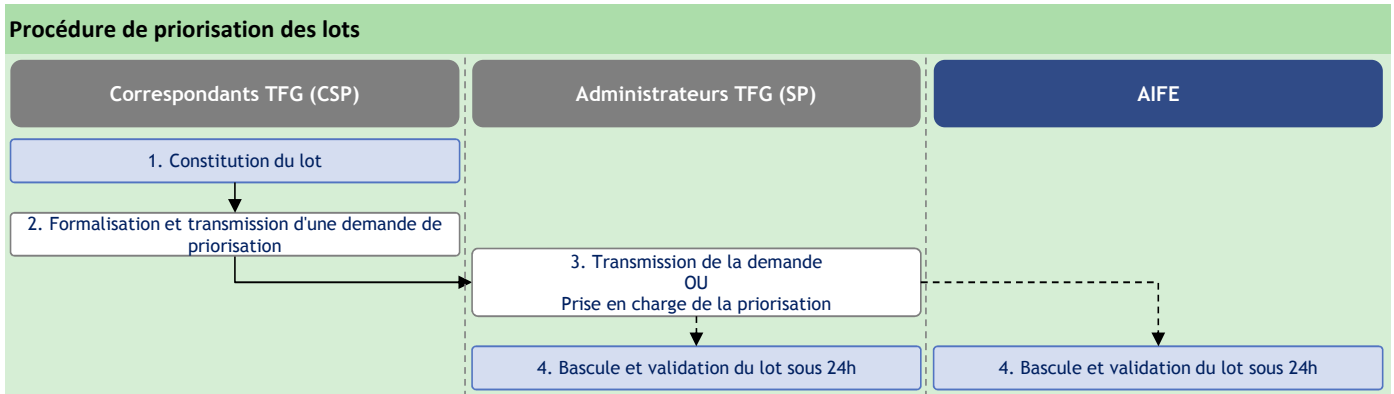 Procédure de priorisation des lots
Correspondants TFG (CSP)
Administrateurs TFG (SP)
AIFE
1. Constitution du lot
2. Formalisation et transmission d'une demande de
priorisation
3. Transmission de la demande
OU
Prise en charge de la priorisation
4. Bascule et validation du lot sous 24h
4. Bascule et validation du lot sous 24h